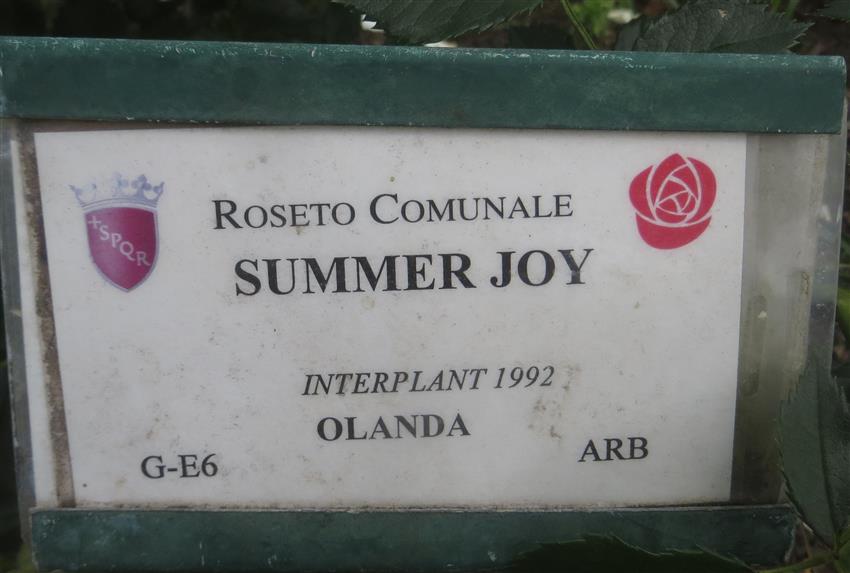 +SPQR
ROSETO COMUNALE
SUMMER JOY
INTERPLANT 1992
OLANDA
G-E6
ARB